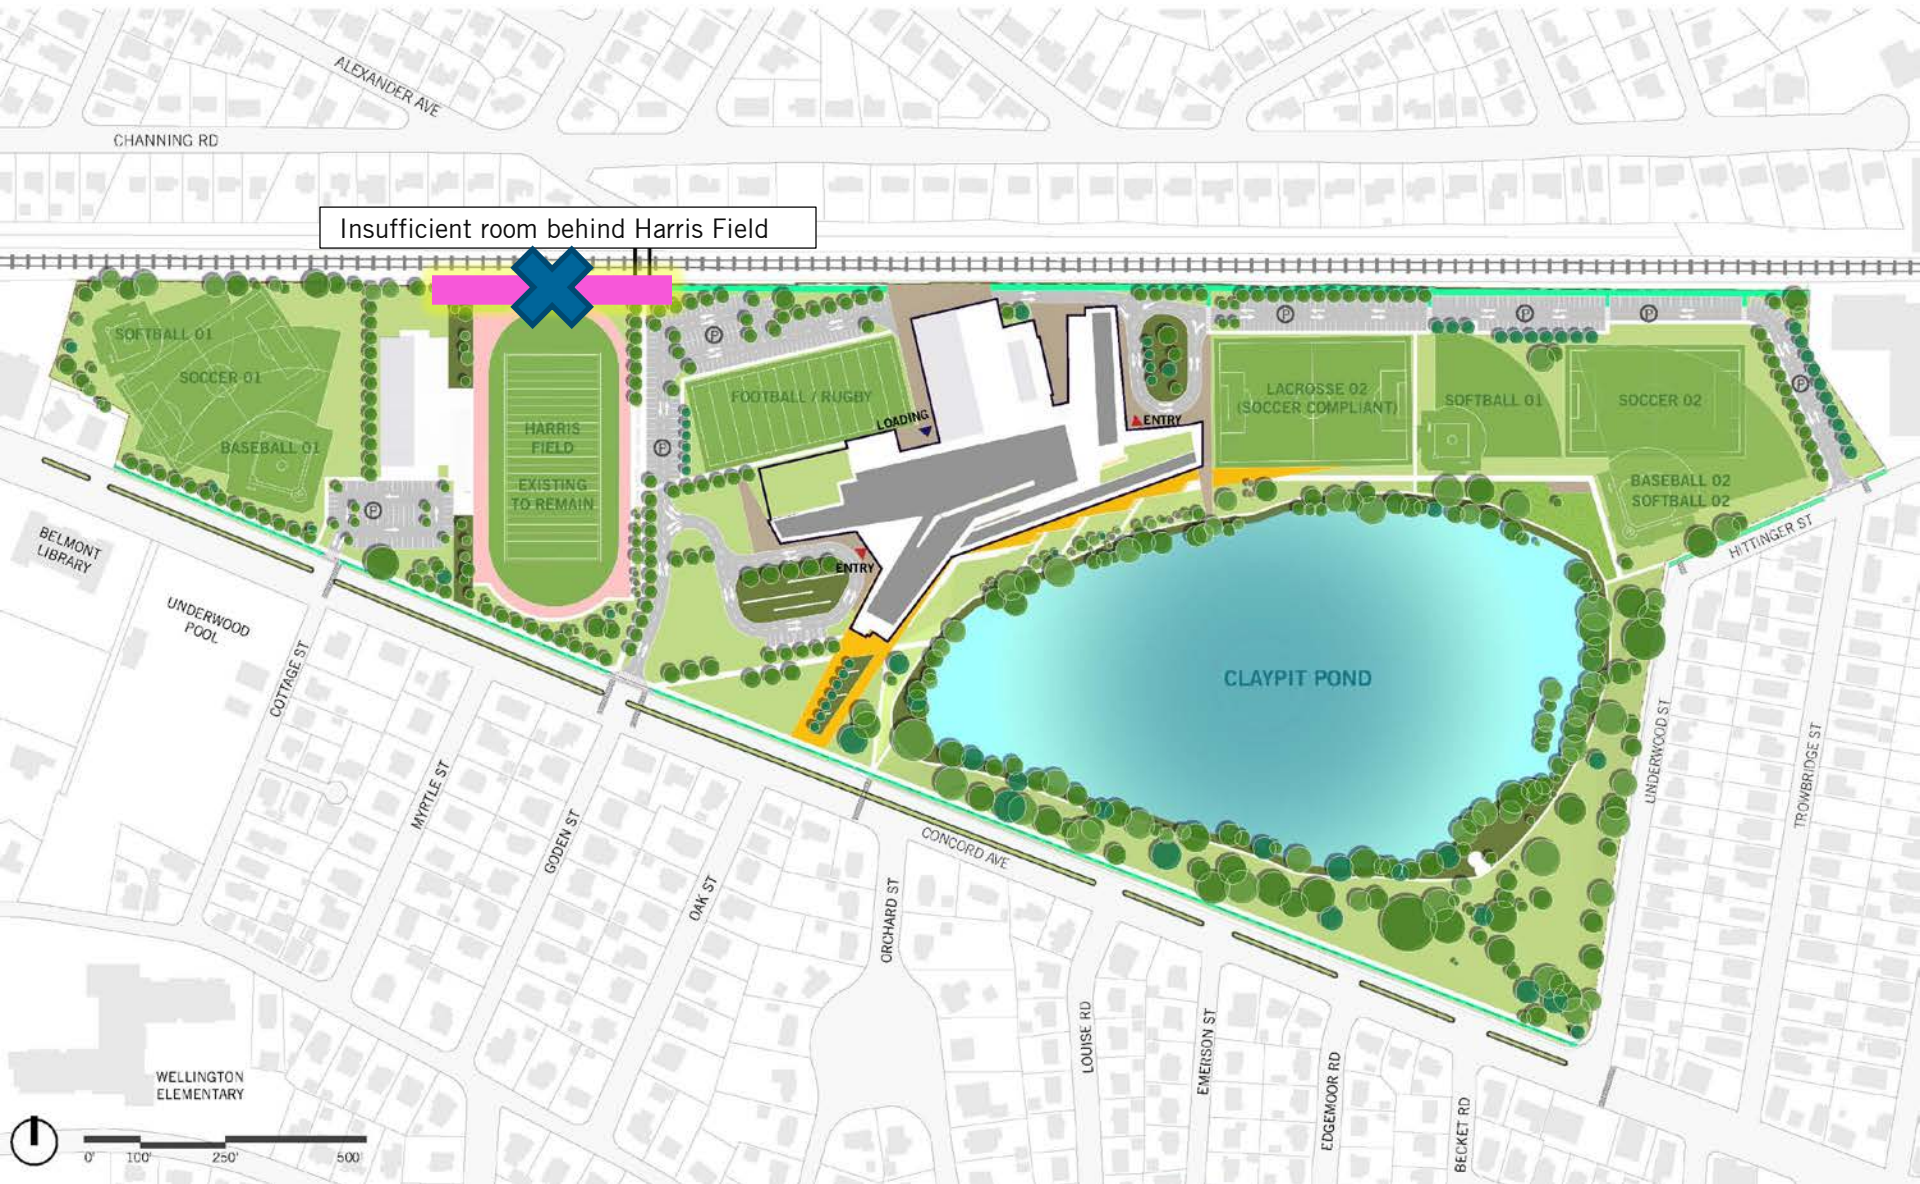 ALEXANDER AVE
CHANNING RD
Insufficient room behind Harris Field
SOFTBALL 01
SOCCER 01
BASEBALL 01
P
HARRIS
FIELD
EXISTING
TO REMAIN
P
P
FOOTBALL / RUGBY
LOADING
ENTRY
ENTRY
P
P
P
P
LACROSSE 02
(SOCCER COMPLIANT)
SOFTBALL 01
SOCCER 02
BASEBALL 02
SOFTBALL 02
HITTINGER ST
BELMONT
LIBRARY
UNDERWOOD
POOL
COTTAGE ST
MYRTLE ST
GODEN ST
OAK ST
ORCHARD ST
CONCORD AVE
CLAYPIT POND
UNDERWOOD ST
TROWBRIDGE ST
LOUISE RD
EMERSON ST
EDGEMOOR RD
BECKET RD
WELLINGTON
ELEMENTARY
0' 100' 250' 500'